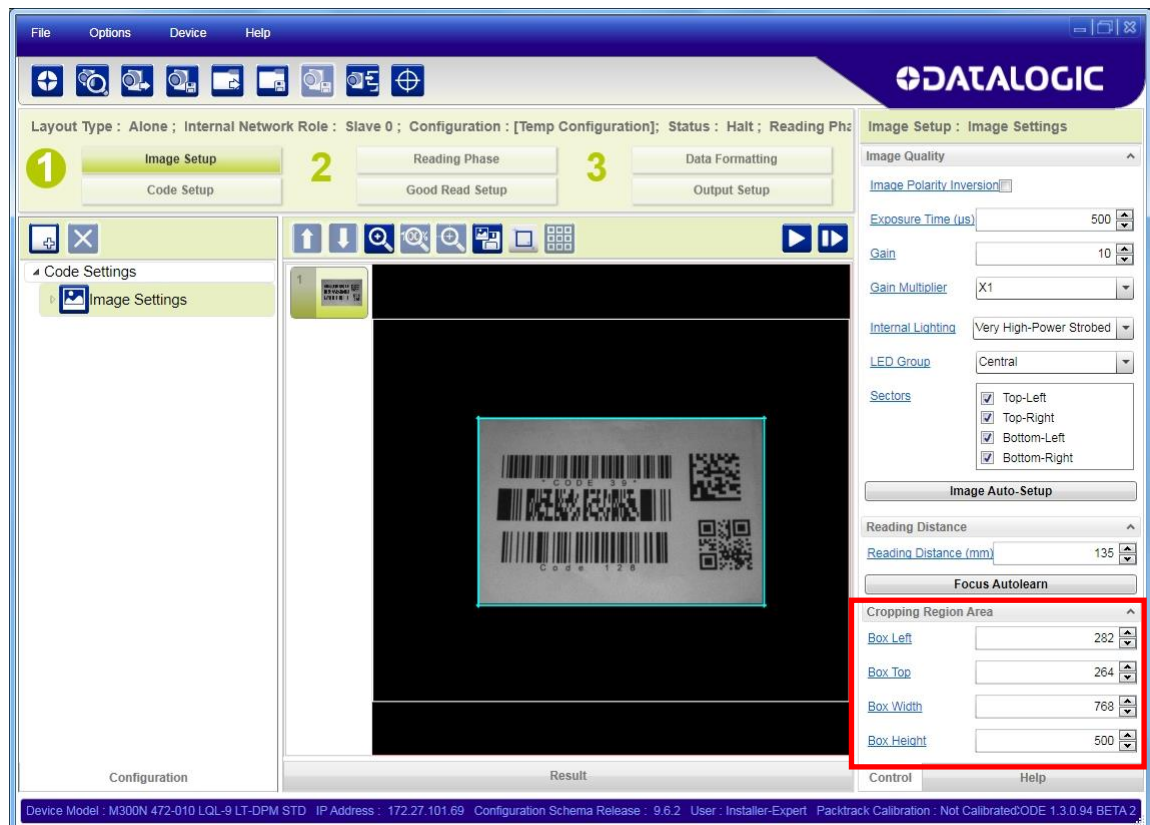 File Options Device Help
DATALOGIC
Layout Type : Alone ; Internal Network Role : Slave 0 ; Configuration : [Temp Configuration]; Status : Halt ; Reading Pha
1 Image Setup
Code Setup
2 Reading Phase
Good Read Setup
3 Data Formatting
Output Setup
Code Settings
Image Settings
100%
1
*CODE 39*
Code 128
Configuration
Result
Image Setup : Image Settings
Image Quality
Image Polarity Inversion
Exposure Time (µs) 500
Gain 10
Gain Multiplier X1
Internal Lighting Very High-Power Strobed
LED Group Central
Sectors
Top-Left
Top-Right
Bottom-Left
Bottom-Right
Image Auto-Setup
Reading Distance
Reading Distance (mm) 135
Focus Autolearn
Cropping Region Area
Box Left 282
Box Top 264
Box Width 768
Box Height 500
Control Help
Device Model : M300N 472-010 LQL-9 LT-DPM STD IP Address : 172.27.101.69 Configuration Schema Release : 9.6.2 User : Installer-Expert Packtrack Calibration : Not Calibrated CODE 1.3.0.94 BETA 2